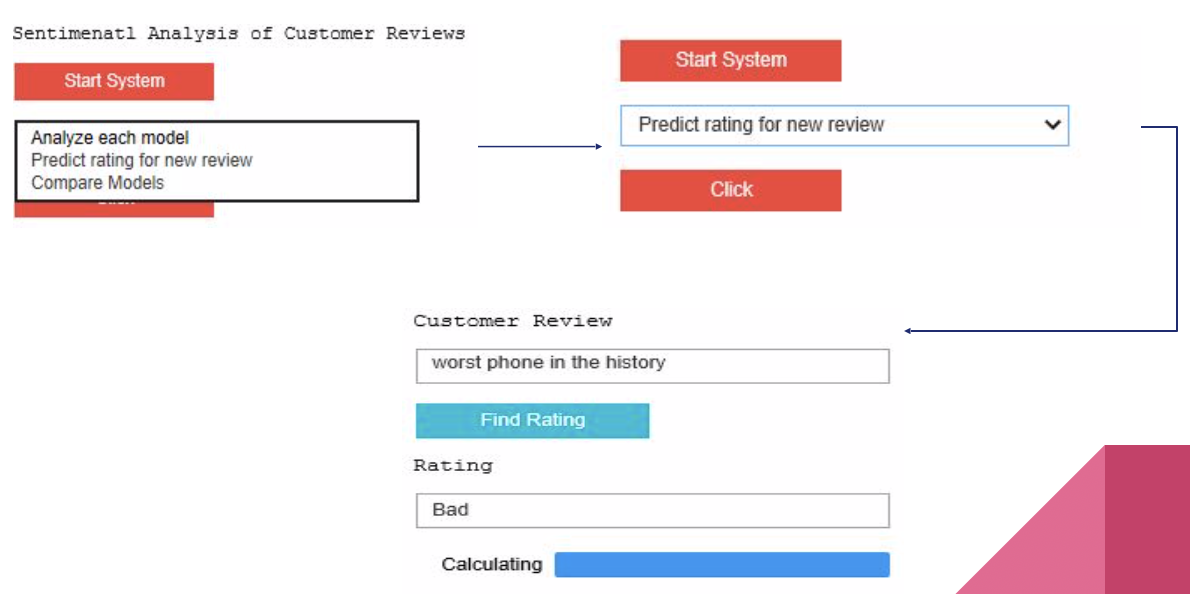 Sentimenatl Analysis of Customer Reviews
Start System
Analyze each model
Predict rating for new review
Compare Models
Start System
Predict rating for new review
Click
Customer Review
worst phone in the history
Find Rating
Rating
Bad
Calculating